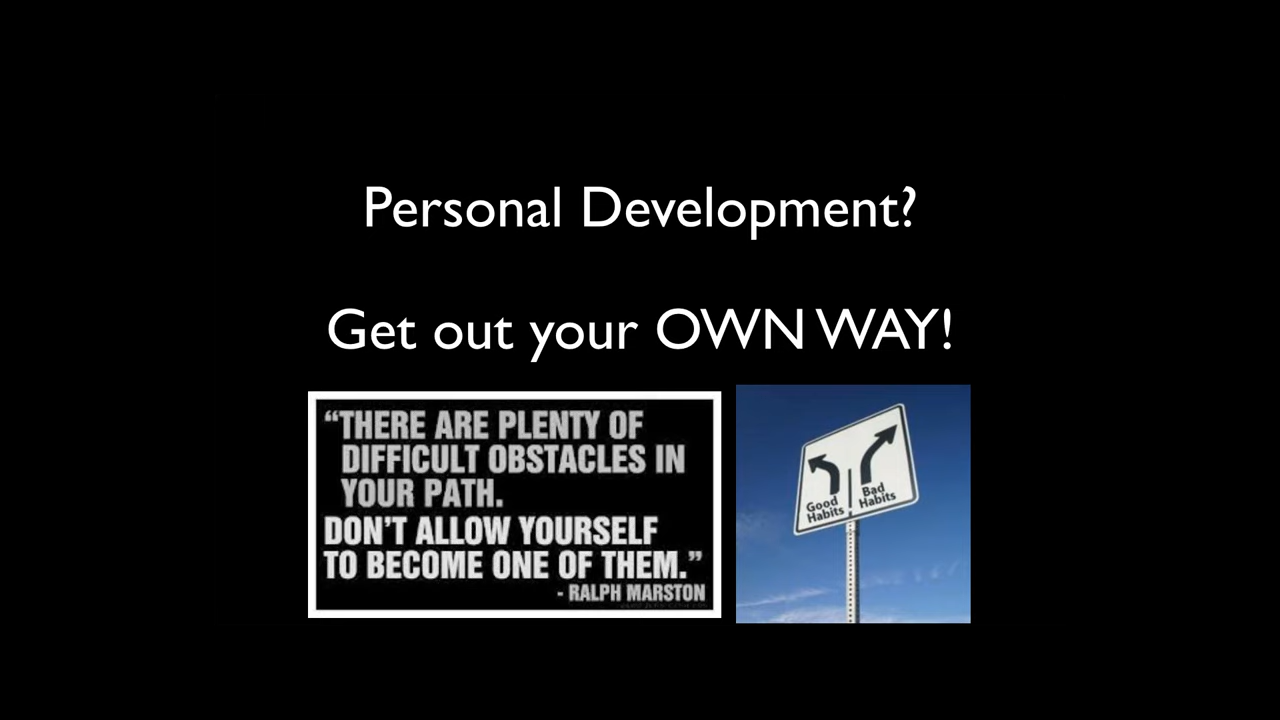 Personal Development?
Get out your OWN WAY!
“THERE ARE PLENTY OF
DIFFICULT OBSTACLES IN
YOUR PATH.
DON’T ALLOW YOURSELF
TO BECOME ONE OF THEM.”
- RALPH MARSTON
Good
Habits
Bad
Habits